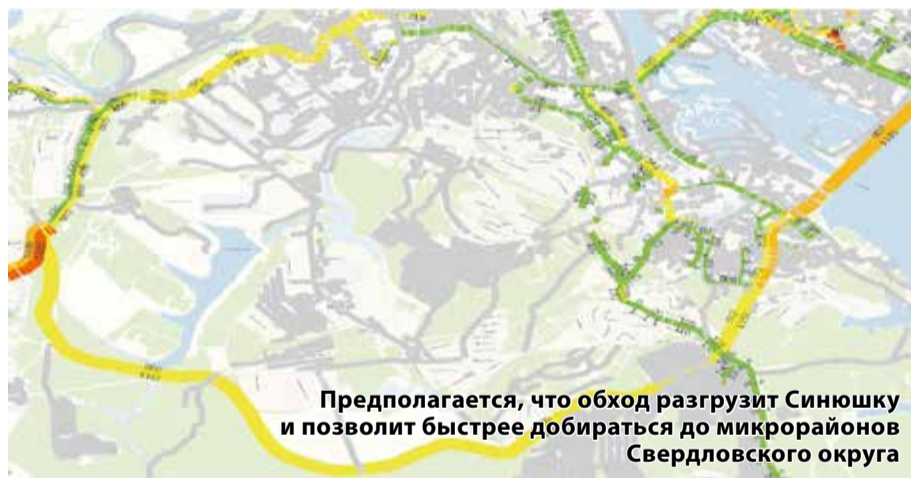 Предполагается, что обход разгрузит Синюшку
и позволит быстрее добираться до микрорайонов
Свердловского округа